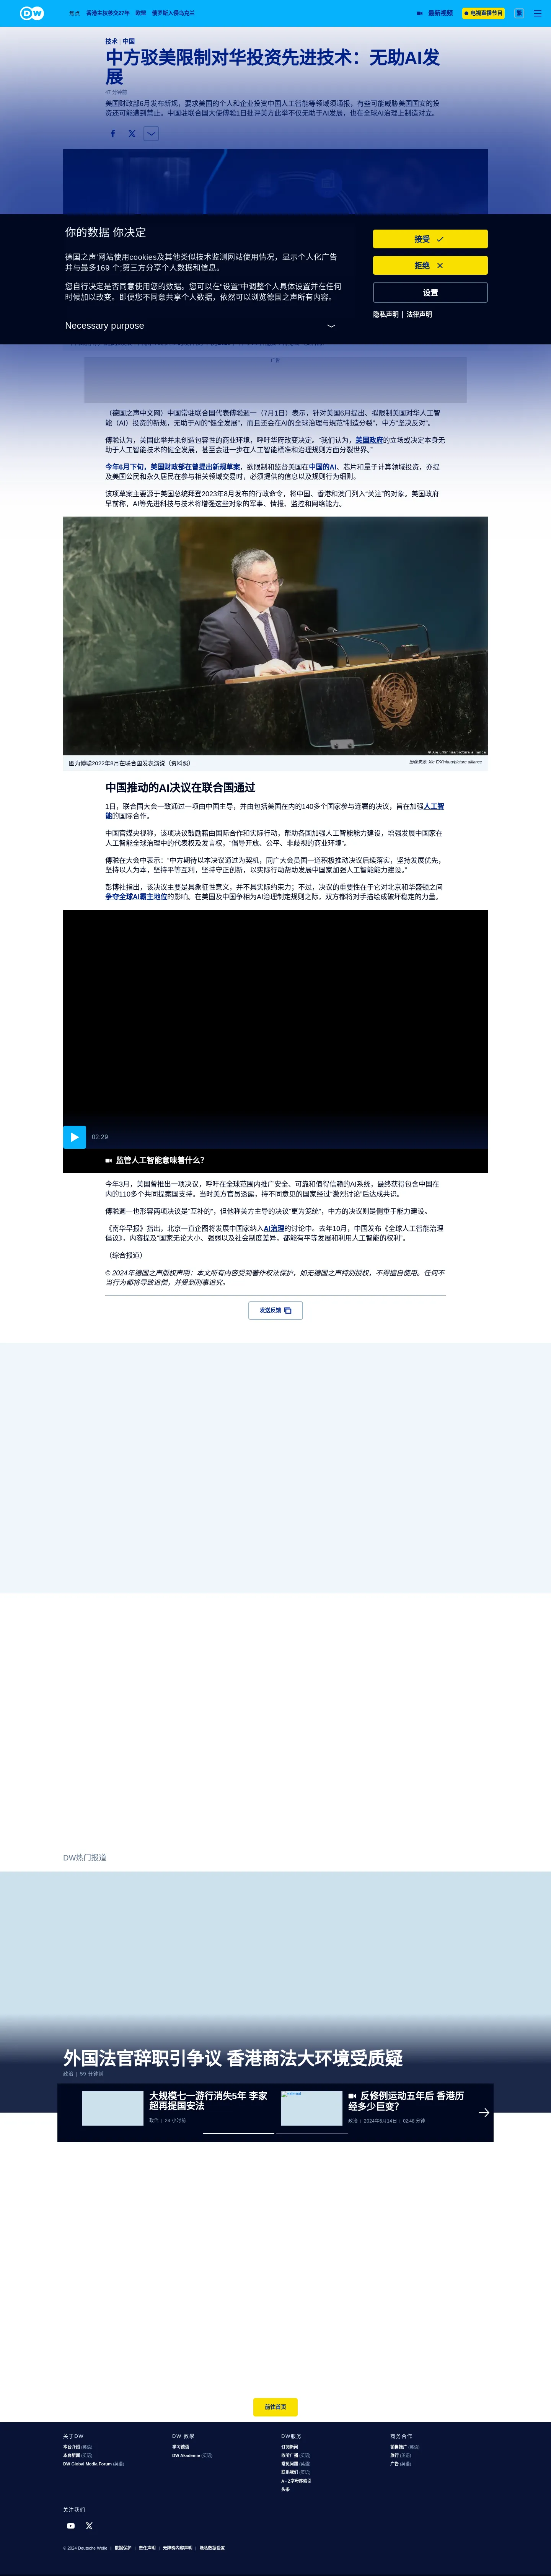 DW
焦点
香港主权移交27年
欧盟
俄罗斯入侵乌克兰
最新视频
电视直播节目
繁
技术 | 中国
中方驳美限制对华投资先进技术：无助AI发
展
47 分钟前
美国财政部6月发布新规，要求美国的个人和企业投资中国人工智能等领域须通报，有些可能威胁美国国安的投
资还可能遭到禁止。中国驻联合国大使傅聪1日批评美方此举不仅无助于AI发展，也在全球AI治理上制造对立。
你的数据 你决定
德国之声'网站使用cookies及其他类似技术监测网站使用情况，显示个人化广告
并与最多169 个;第三方分享个人数据和信息。
您自行决定是否同意使用您的数据。您可以在"设置"中调整个人具体设置并在任何
时候加以改变。即便您不同意共享个人数据，依然可以浏览德国之声所有内容。
Necessary purpose
接受
拒绝
设置
隐私声明 | 法律声明
广告
（德国之声中文网）中国常驻联合国代表傅聪週一（7月1日）表示，针对美国6月提出、拟限制美国对华人工智
能（AI）投资的新规，无助于AI的"健全发展"，而且还会在AI的全球治理与规范"制造分裂"，中方"坚决反对"。
傅聪认为，美国此举并未创造包容性的商业环境，呼吁华府改变决定。"我们认为，美国政府的立场或决定本身无
助于人工智能技术的健全发展，甚至会进一步在人工智能標准和治理规则方面分裂世界。"
今年6月下旬，美国财政部在曾提出新规草案，欲限制和监督美国在中国的AI、芯片和量子计算领域投资，亦提
及美国公民和永久居民在参与相关领域交易时，必须提供的信息以及规则行为细则。
该项草案主要源于美国总统拜登2023年8月发布的行政命令，将中国、香港和澳门列入"关注"的对象。美国政府
早前称，AI等先进科技与技术将增强这些对象的军事、情报、监控和网络能力。
© Xie E/Xinhua/picture alliance
图为傅聪2022年8月在联合国发表演说（资料照）
图像来源: Xie E/Xinhua/picture alliance
中国推动的AI决议在联合国通过
1日，联合国大会一致通过一项由中国主导，并由包括美国在内的140多个国家参与连署的决议，旨在加强人工智
能的国际合作。
中国官媒央视称，该项决议鼓励藉由国际合作和实际行动，帮助各国加强人工智能能力建设，增强发展中国家在
人工智能全球治理中的代表权及发言权，"倡导开放、公平、非歧视的商业环境"。
傅聪在大会中表示："中方期待以本决议通过为契机，同广大会员国一道积极推动决议后续落实，坚持发展优先，
坚持以人为本，坚持平等互利，坚持守正创新，以实际行动帮助发展中国家加强人工智能能力建设。"
彭博社指出，该决议主要是具象征性意义，并不具实际约束力；不过，决议的重要性在于它对北京和华盛顿之间
争夺全球AI霸主地位的影响。在美国及中国争相为AI治理制定规则之际，双方都将对手描绘成破坏稳定的力量。
02:29
监管人工智能意味着什么？
今年3月，美国曾推出一项决议，呼吁在全球范围内推广安全、可靠和值得信赖的AI系统，最终获得包含中国在
内的110多个共同提案国支持。当时美方官员透露，持不同意见的国家经过"激烈讨论"后达成共识。
傅聪週一也形容两项决议是"互补的"，但他称美方主导的决议"更为笼统"，中方的决议则是侧重于能力建设。
《南华早报》指出，北京一直企图将发展中国家纳入AI治理的讨论中。去年10月，中国发布《全球人工智能治理
倡议》，内容提及"国家无论大小、强弱以及社会制度差异，都能有平等发展和利用人工智能的权利"。
（综合报道）
© 2024年德国之声版权声明：本文所有内容受到著作权法保护，如无德国之声特别授权，不得擅自使用。任何不
当行为都将导致追偿，并受到刑事追究。
发送反馈
DW热门报道
外国法官辞职引争议 香港商法大环境受质疑
政治 | 59 分钟前
大规模七一游行消失5年 李家
超再提国安法
政治 | 24 小时前
反修例运动五年后 香港历
经多少巨变？
政治 | 2024年6月14日 | 02:48 分钟
前往首页
关于DW
本台介绍 (英语)
本台新闻 (英语)
DW Global Media Forum (英语)
DW 教學
学习德语
DW Akademie (英语)
DW服务
订阅新闻
收听广播 (英语)
常见问题 (英语)
联系我们 (英语)
A - Z字母序索引
头条
商务合作
销售推广 (英语)
旅行 (英语)
广告 (英语)
关注我们
© 2024 Deutsche Welle | 数据保护 | 责任声明 | 无障碍内容声明 | 隐私数据设置